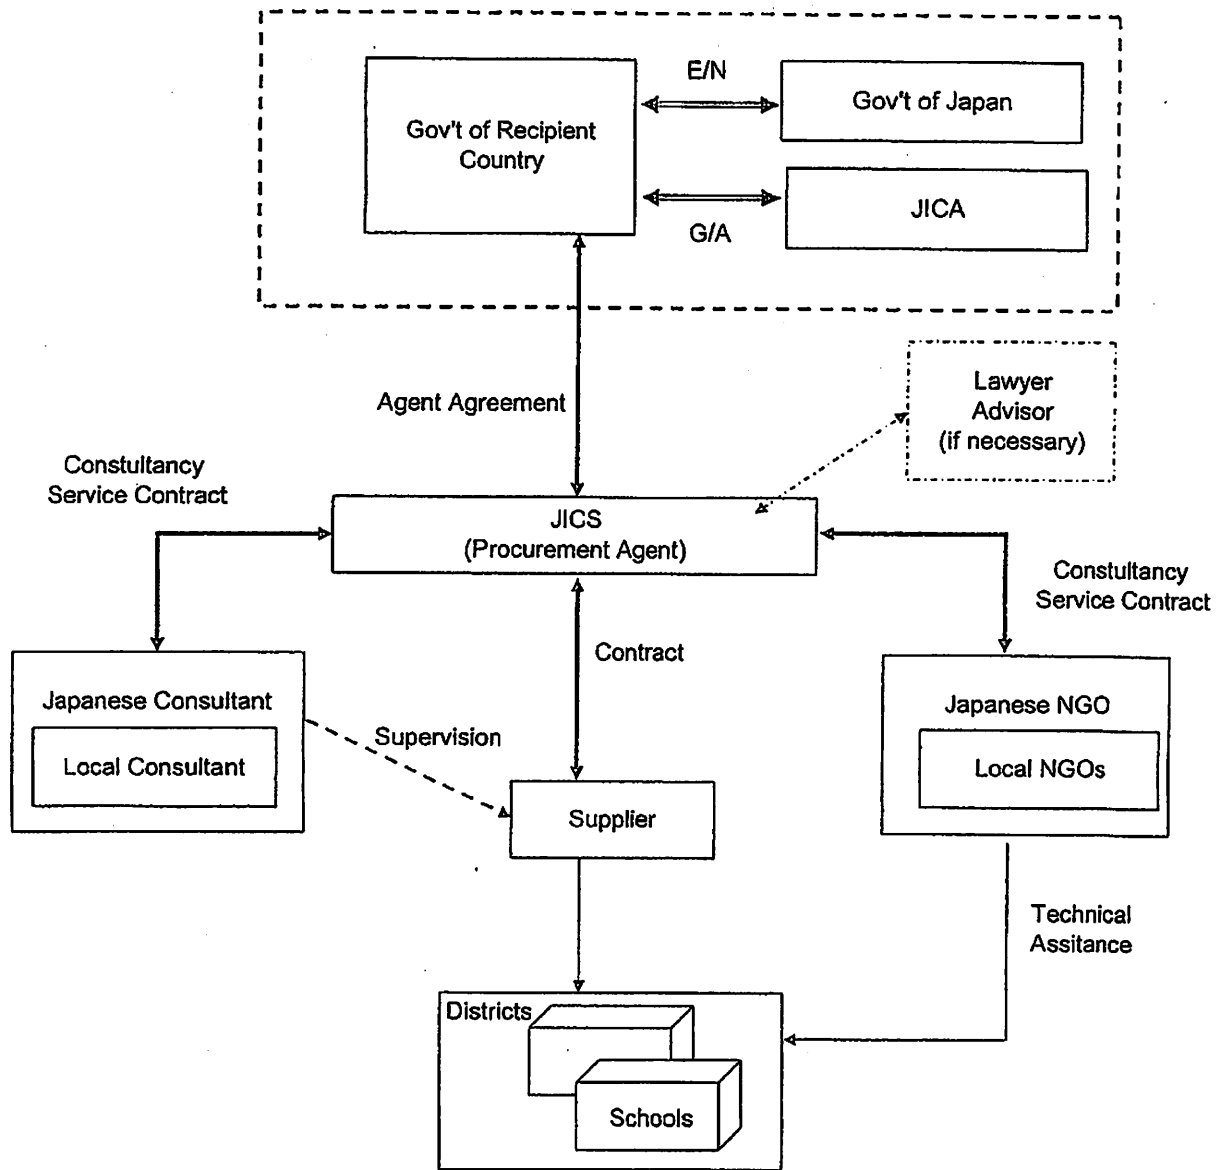 E/N
Gov't of Recipient
Country
Gov't of Japan
JICA
G/A
Agent Agreement
Lawyer
Advisor
(if necessary)
Constultancy
Service Contract
JICS
(Procurement Agent)
Constultancy
Service Contract
Contract
Japanese Consultant
Local Consultant
Supervision
Japanese NGO
Local NGOs
Supplier
Technical
Assitance
Districts
Schools